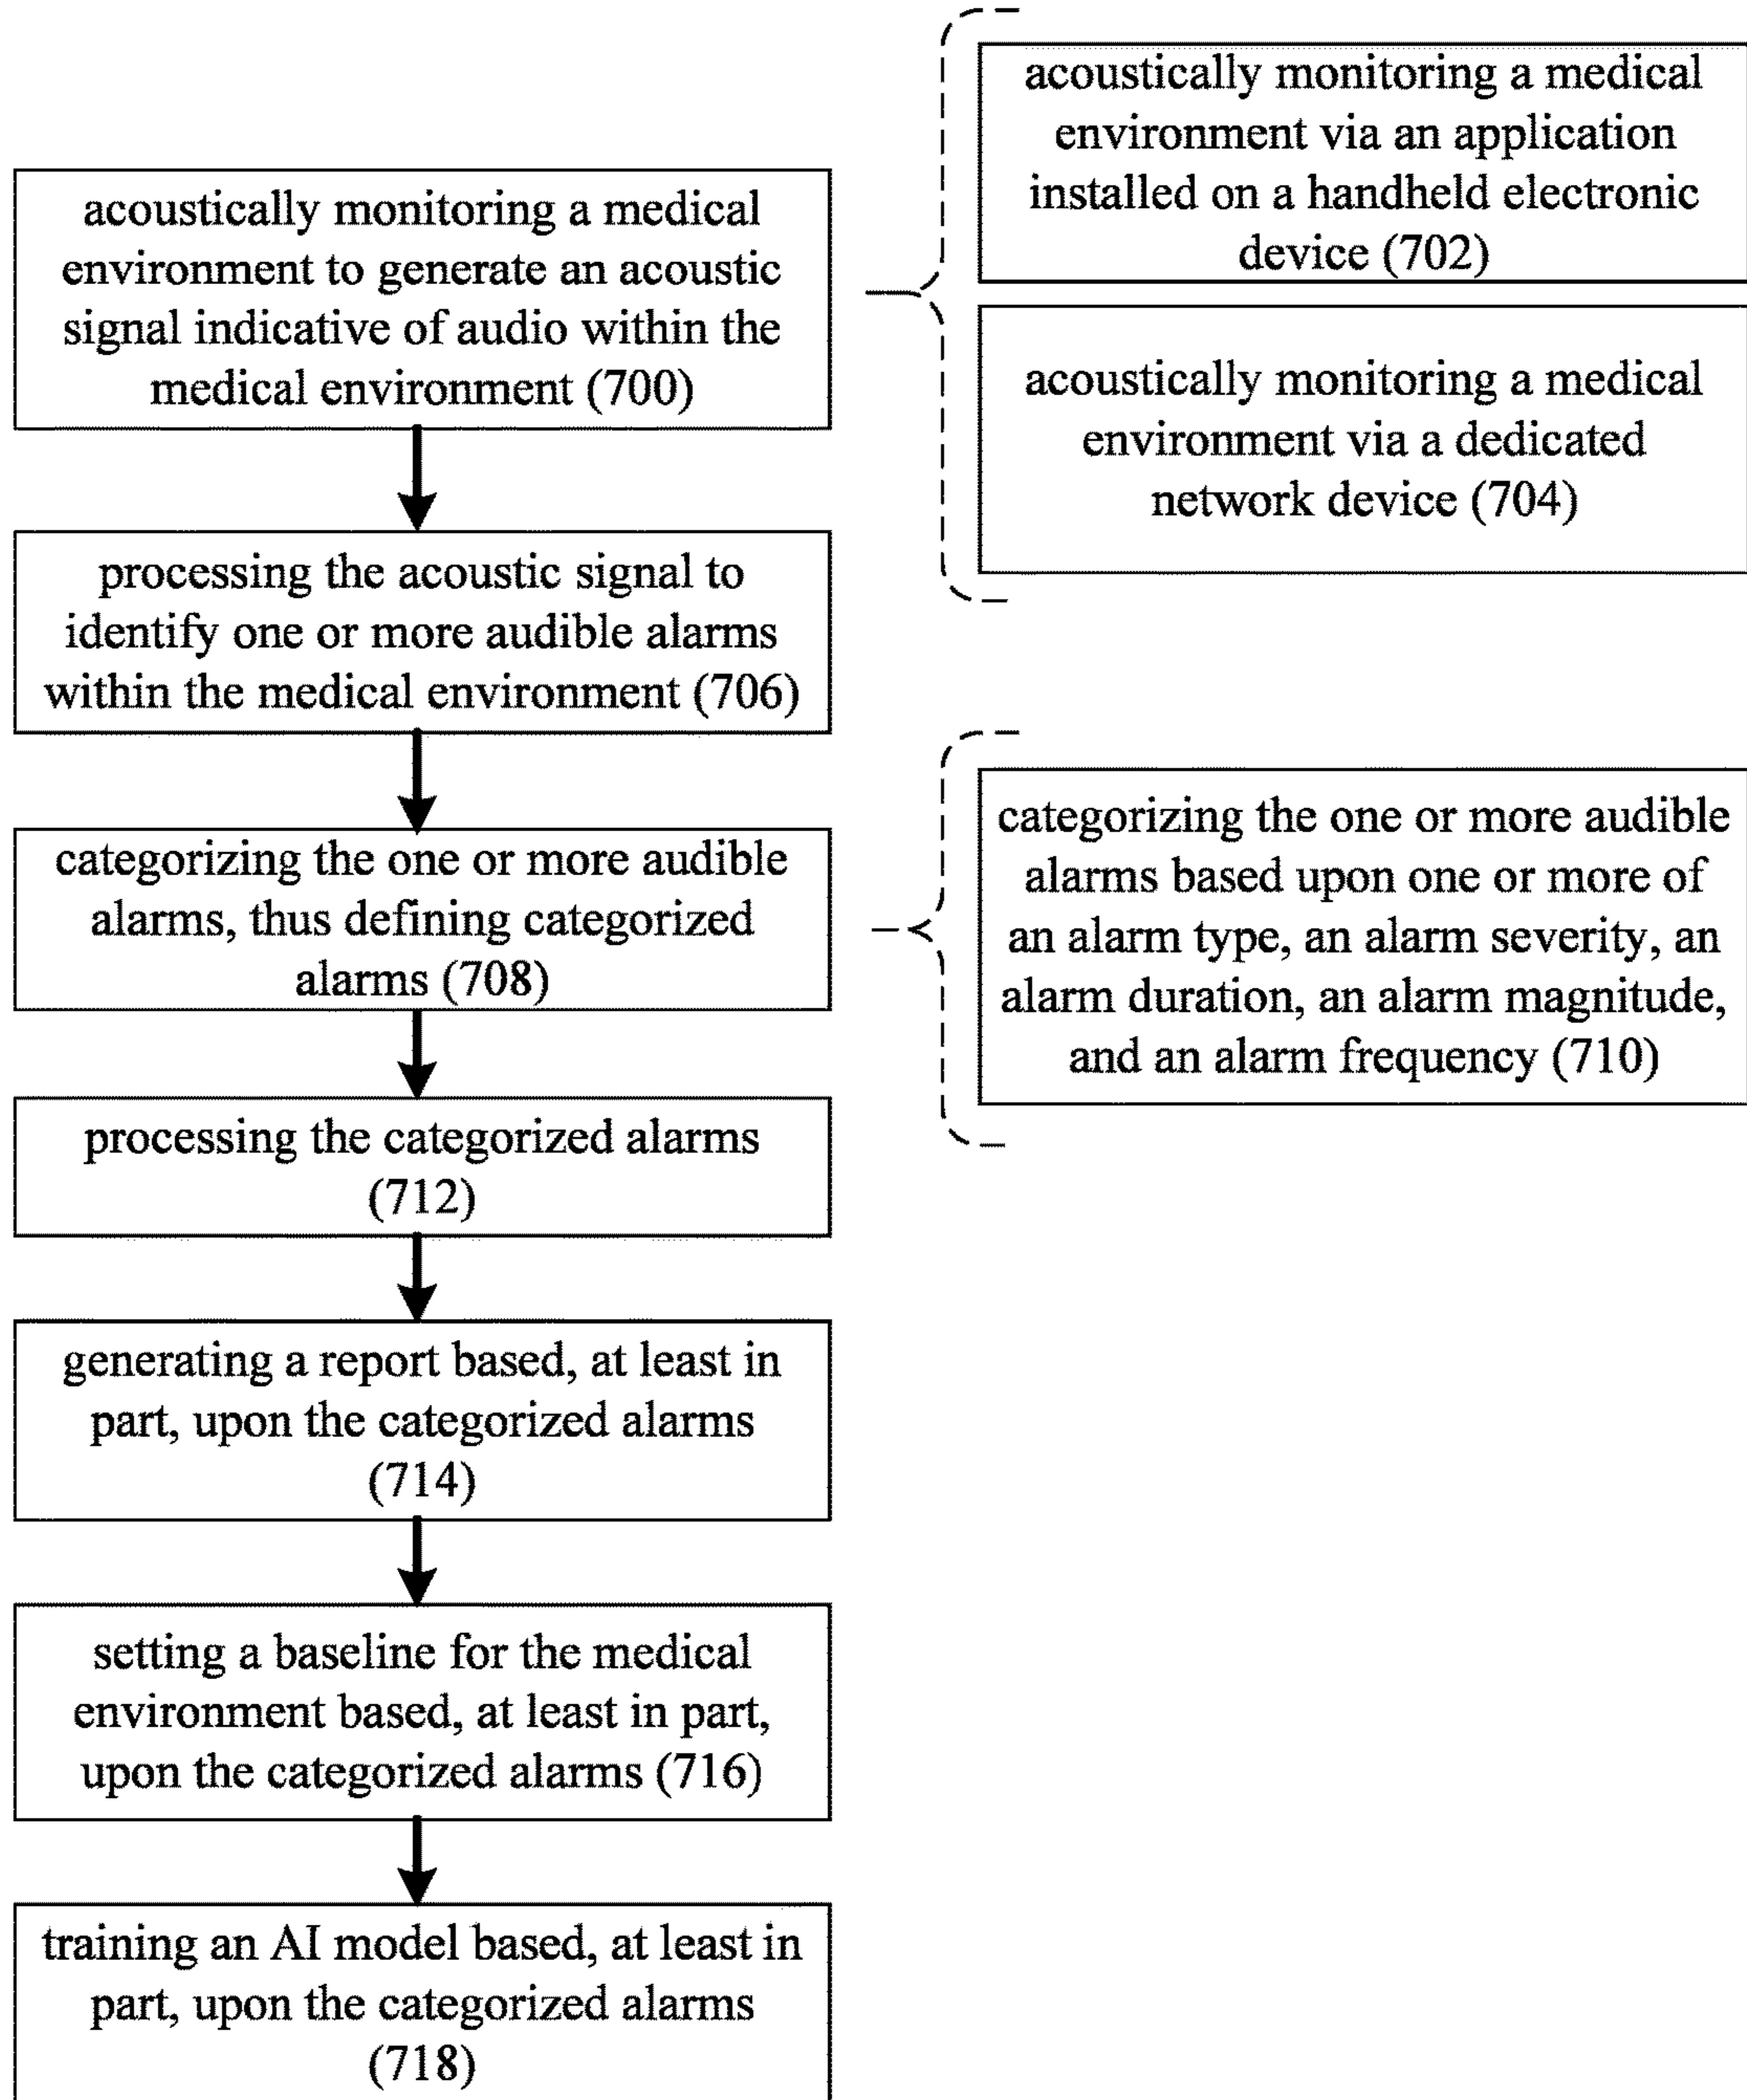 acoustically monitoring a medical
environment to generate an acoustic
signal indicative of audio within the
medical environment (700)
acoustically monitoring a medical
environment via an application
installed on a handheld electronic
device (702)
acoustically monitoring a medical
environment via a dedicated
network device (704)
processing the acoustic signal to
identify one or more audible alarms
within the medical environment (706)
categorizing the one or more audible
alarms, thus defining categorized
alarms (708)
categorizing the one or more audible
alarms based upon one or more of
an alarm type, an alarm severity, an
alarm duration, an alarm magnitude,
and an alarm frequency (710)
processing the categorized alarms
(712)
generating a report based, at least in
part, upon the categorized alarms
(714)
setting a baseline for the medical
environment based, at least in part,
upon the categorized alarms (716)
training an AI model based, at least in
part, upon the categorized alarms
(718)